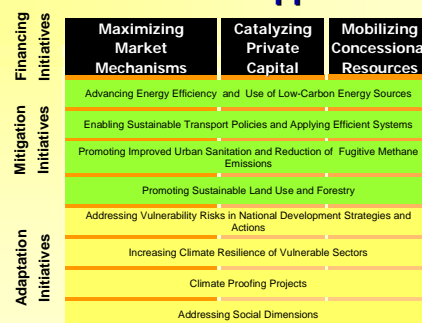 Financing
Initiatives
Maximizing
Market
Mechanisms
Catalyzing
Private
Capital
Mobilizing
Concessiona
Resources
Mitigation
Initiatives
Advancing Energy Efficiency and Use of Low-Carbon Energy Sources
Enabling Sustainable Transport Policies and Applying Efficient Systems
Promoting Improved Urban Sanitation and Reduction of Fugitive Methane
Emissions
Promoting Sustainable Land Use and Forestry
Adaptation
Initiatives
Addressing Vulnerability Risks in National Development Strategies and
Actions
Increasing Climate Resilience of Vulnerable Sectors
Climate Proofing Projects
Addressing Social Dimensions